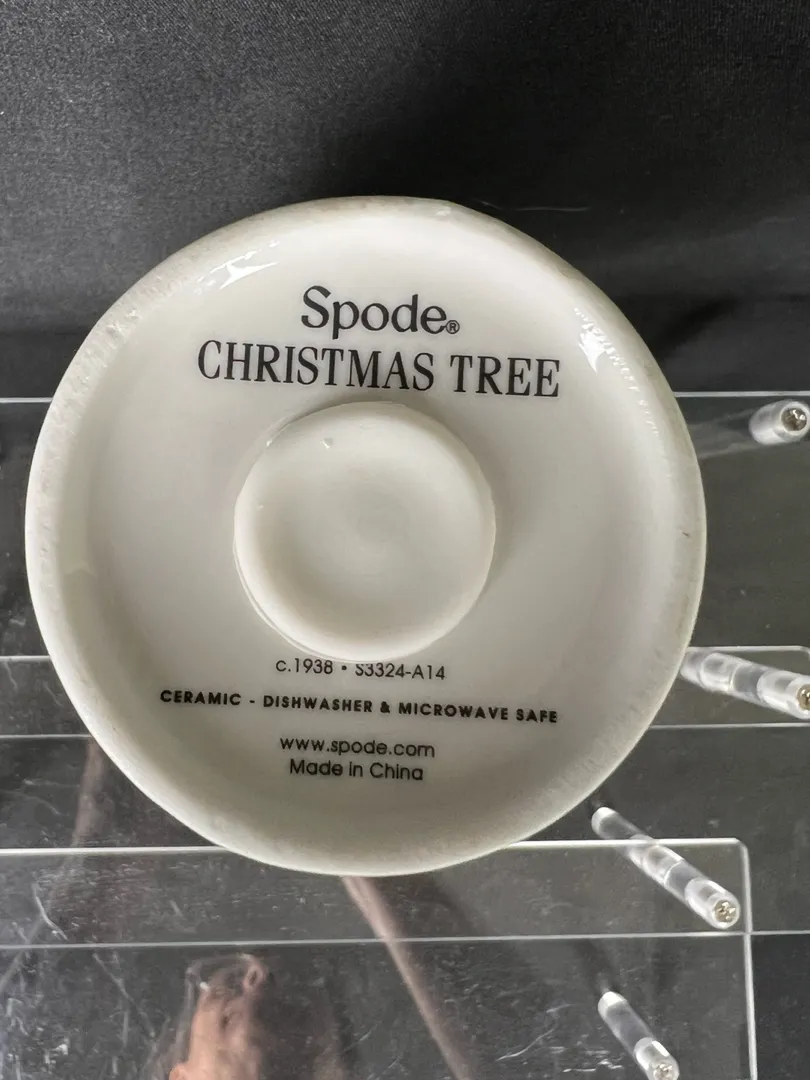 Spode®
CHRISTMAS TREE
c.1938 • S3324-A14
CERAMIC - DISHWASHER & MICROWAVE SAFE
www.spode.com
Made in China